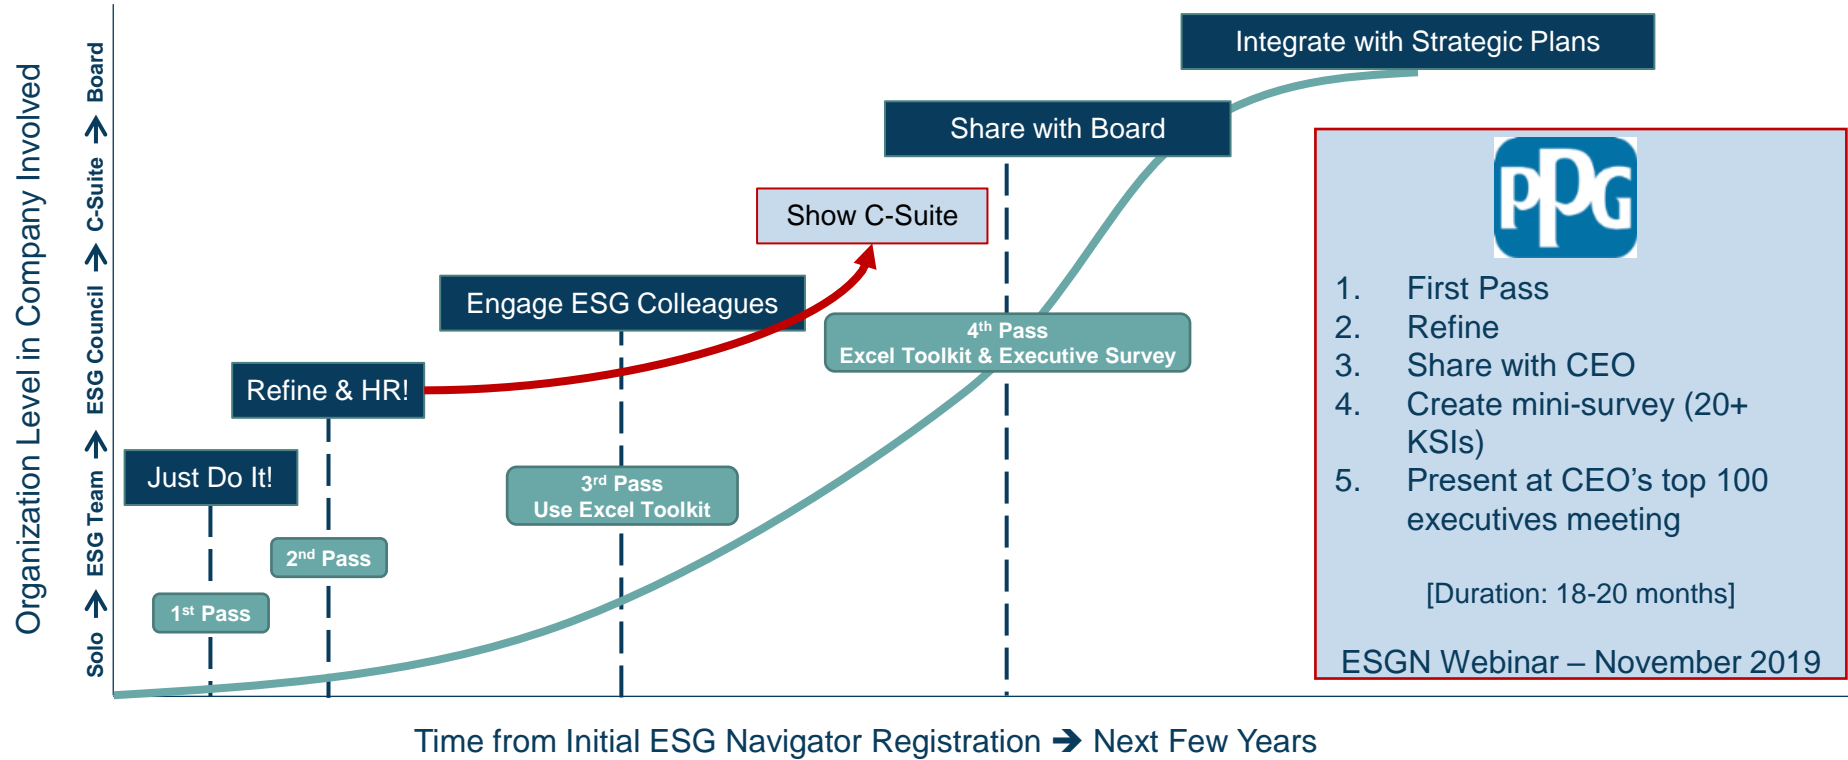 Organization Level in Company Involved
Solo → ESG Team → ESG Council → C-Suite → Board
Integrate with Strategic Plans
Share with Board
Show C-Suite
Engage ESG Colleagues
Refine & HR!
Just Do It!
4th Pass
Excel Toolkit & Executive Survey
3rd Pass
Use Excel Toolkit
2nd Pass
1st Pass
PPG
1. First Pass
2. Refine
3. Share with CEO
4. Create mini-survey (20+
KSIs)
5. Present at CEO’s top 100
executives meeting
[Duration: 18-20 months]
ESGN Webinar – November 2019
Time from Initial ESG Navigator Registration → Next Few Years